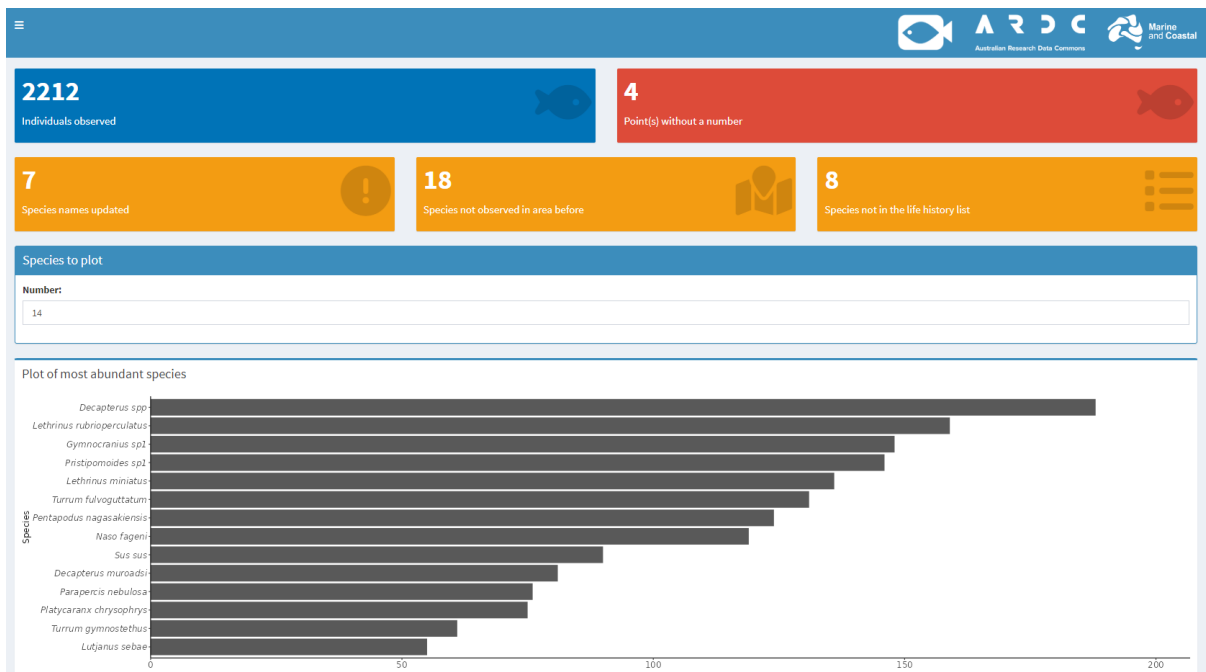 A R D C
Australian Research Data Commons
Marine
and Coastal
2212
Individuals observed
4
Point(s) without a number
7
Species names updated
18
Species not observed in area before
8
Species not in the life history list
Species to plot
Number:
14
Plot of most abundant species
Species
Decapterus spp
Lethrinus rubrioperculatus
Gymnocranius sp1
Pristipomoides sp1
Lethrinus miniatus
Turrum fulvoguttatum
Pentapodus nagasakiensis
Naso fageni
Sus sus
Decapterus muroadsi
Parapercis nebulosa
Platycaranx chrysophrys
Turrum gymnostethus
Lutjanus sebae
0 50 100 150 200